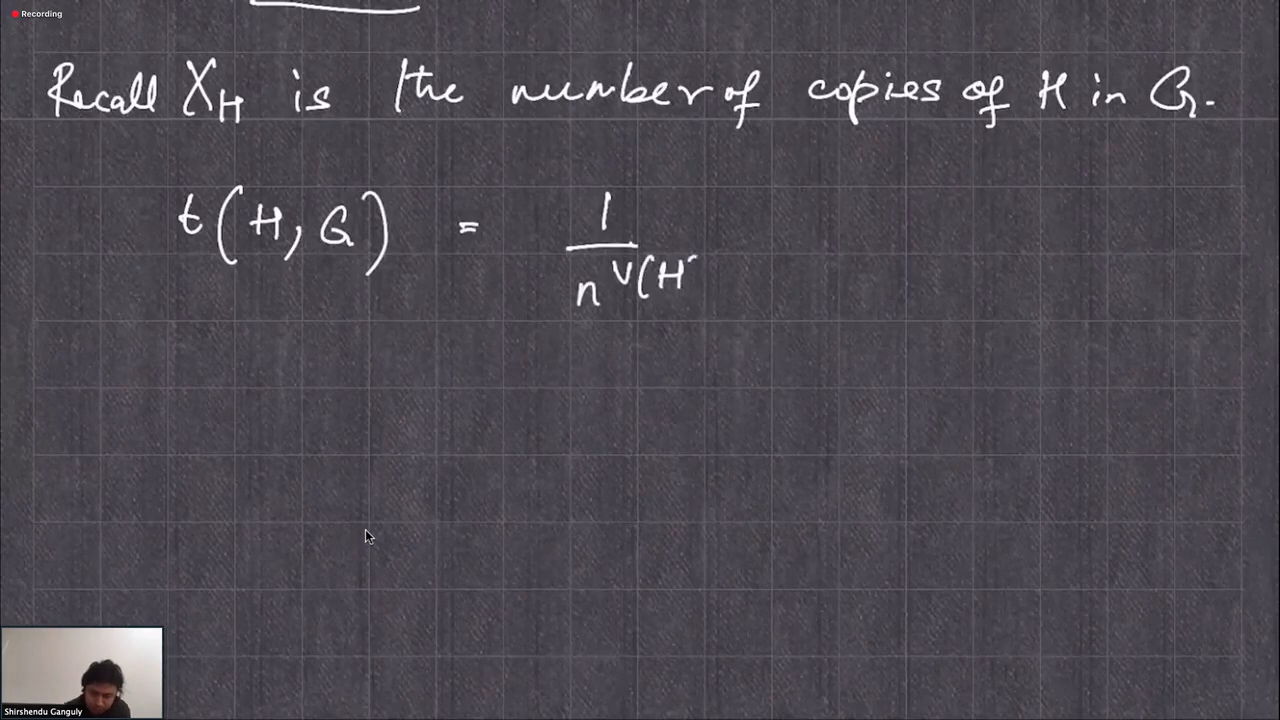 Recording
Recall X_H is the number of copies of H in G.
t(H, G) = 1/n^V(H
Shirshendu Ganguly